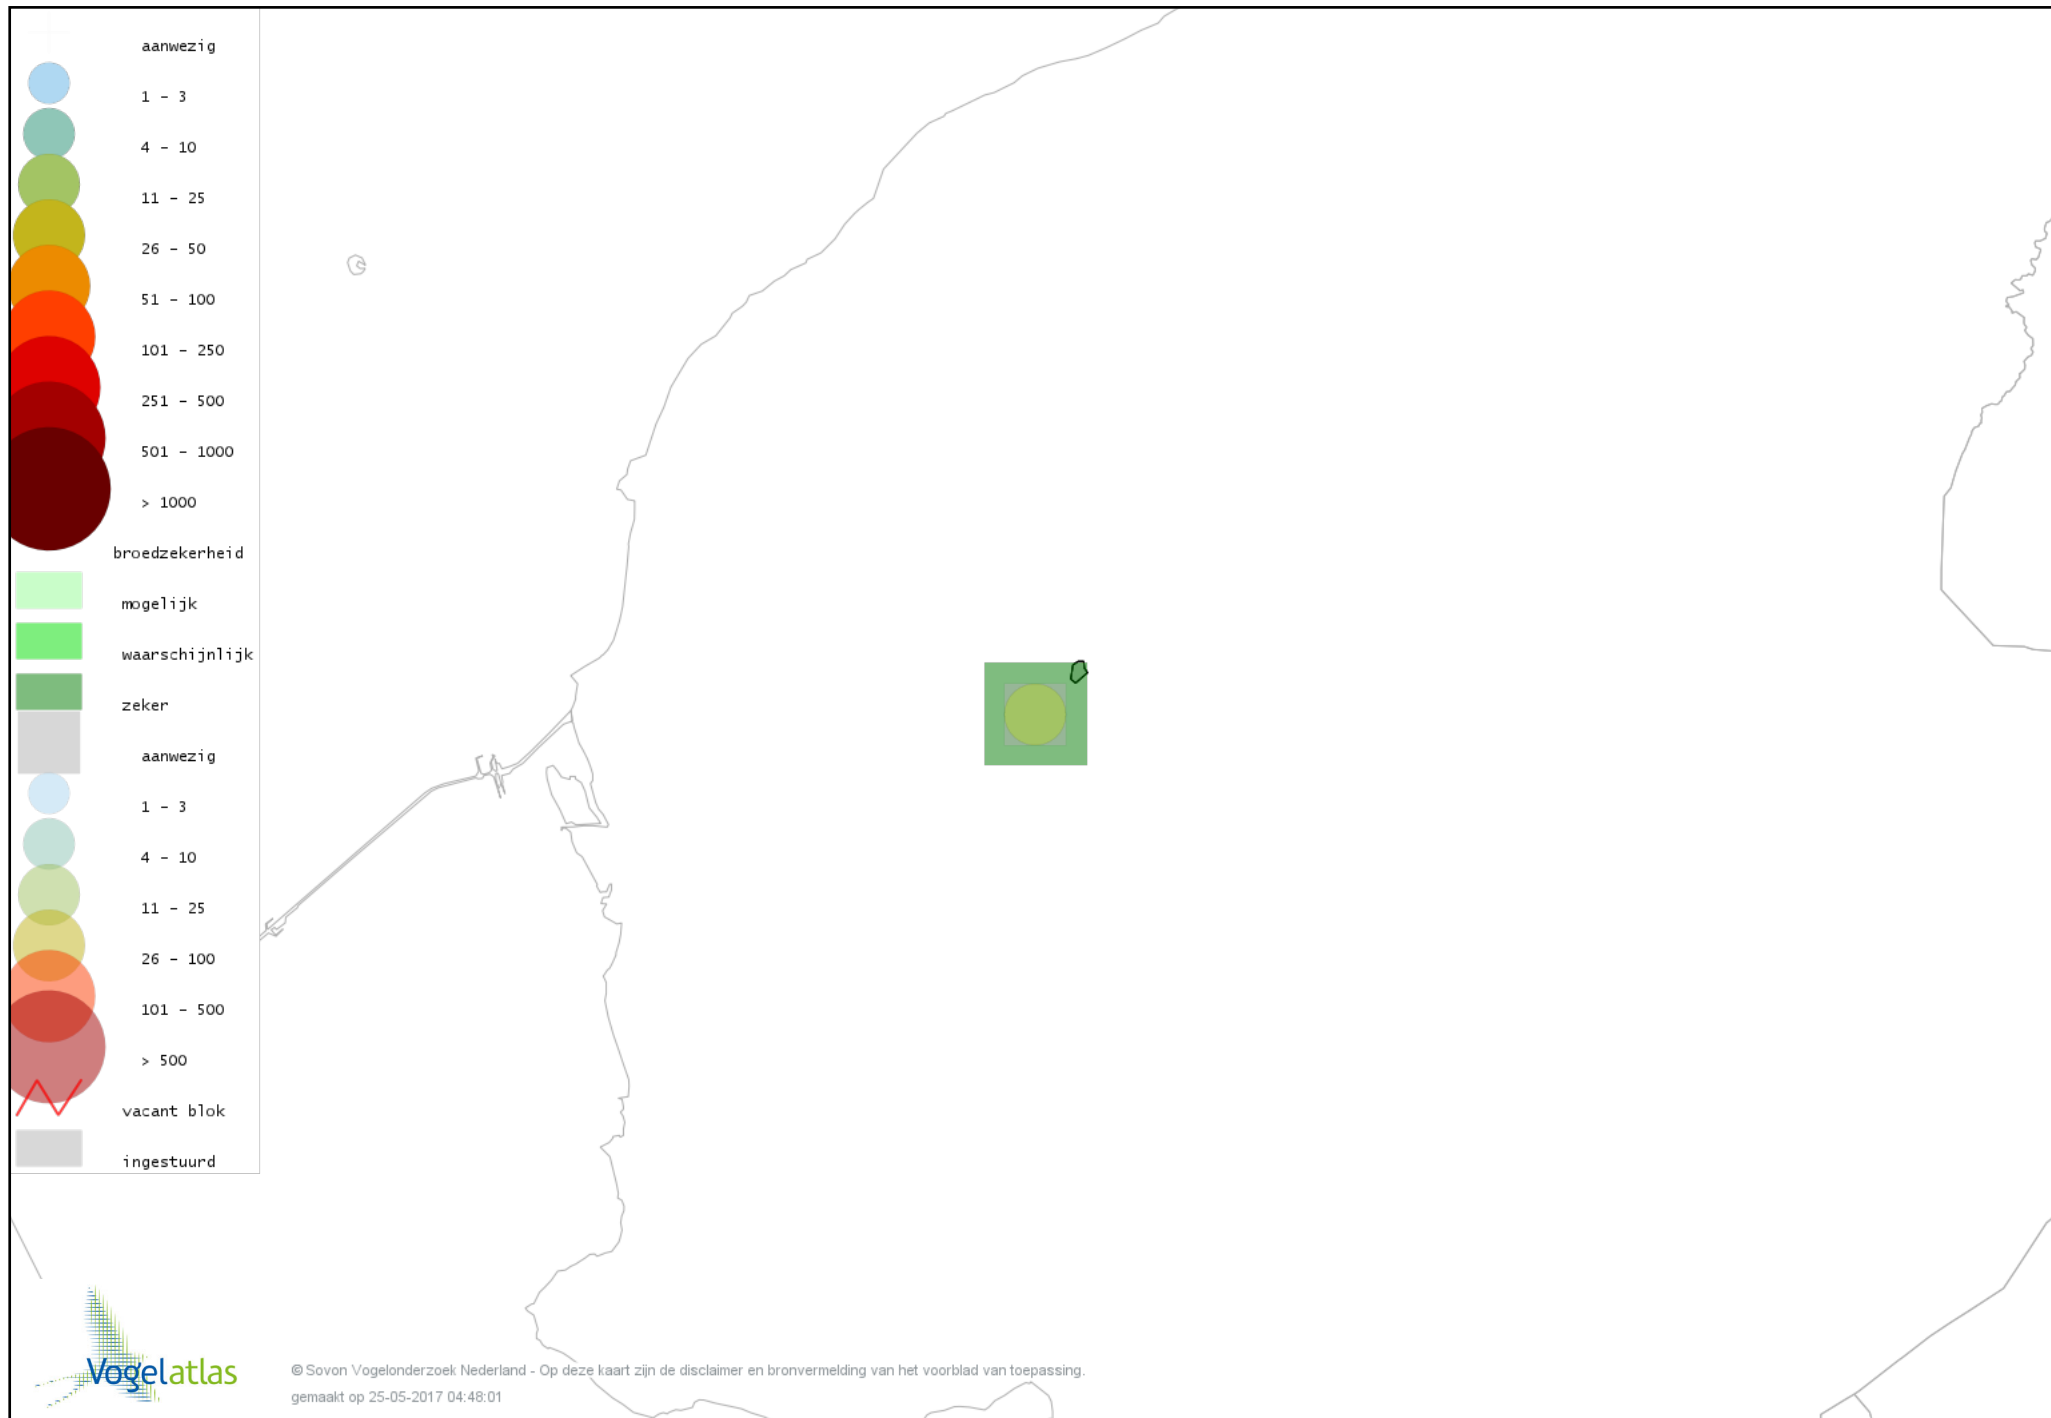 aanwezig
1 - 3
4 - 10
11 - 25
26 - 50
51 - 100
101 - 250
251 - 500
501 - 1000
> 1000
broedzekerheid
mogelijk
waarschijnlijk
zeker
aanwezig
1 - 3
4 - 10
11 - 25
26 - 100
101 - 500
> 500
vacant blok
ingestuurd
Vogelatlas
© Sovon Vogelonderzoek Nederland - Op deze kaart zijn de disclaimer en bronvermelding van het voorblad van toepassing.
gemaakt op 25-05-2017 04:48:01